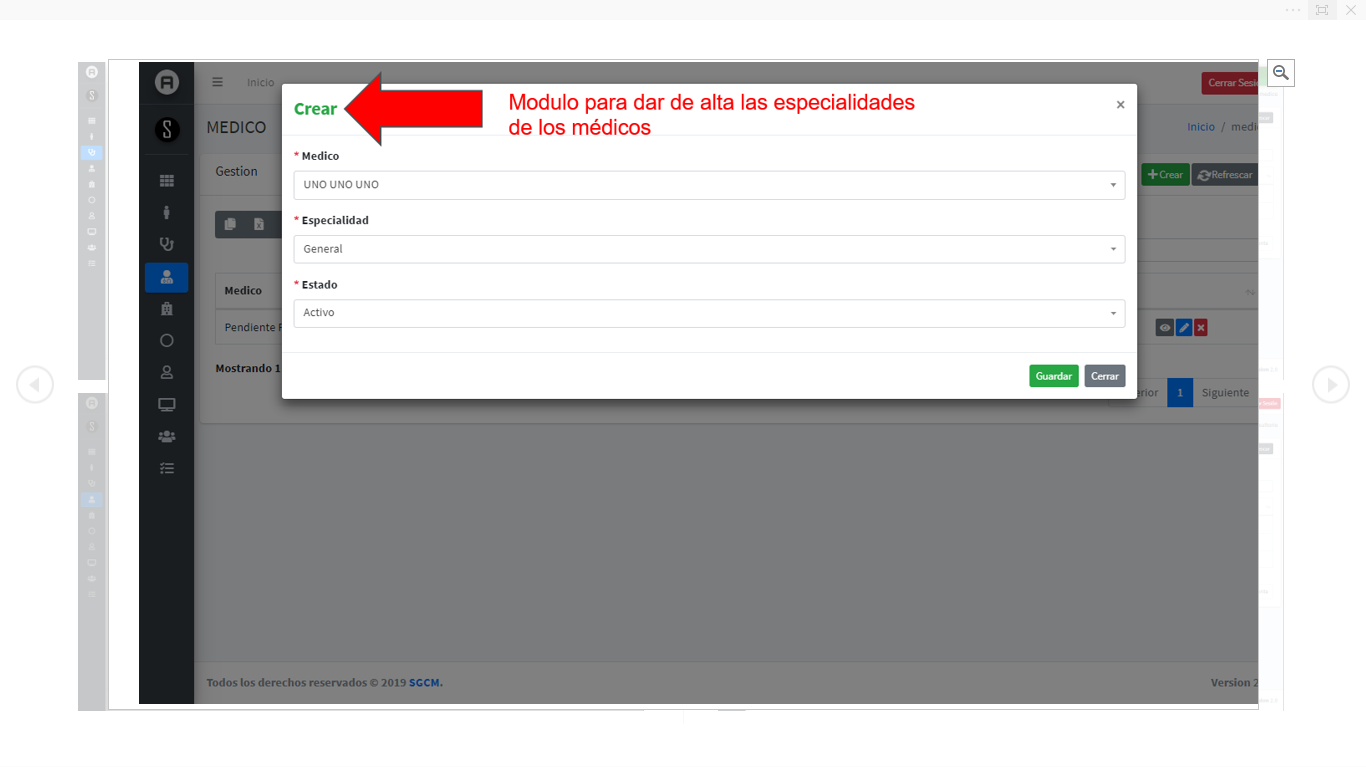 Inicio
Cerrar Sesi
Crear
Modulo para dar de alta las especialidades
de los médicos
×
MEDICO
Inicio / medi
Gestion
* Medico
UNO UNO UNO
+Crear
Refrescar
* Especialidad
General
* Estado
Activo
Medico
Pendiente
Mostrando 1
Guardar
Cerrar
erior
1
Siguiente
Todos los derechos reservados © 2019 SGCM.
Version 2